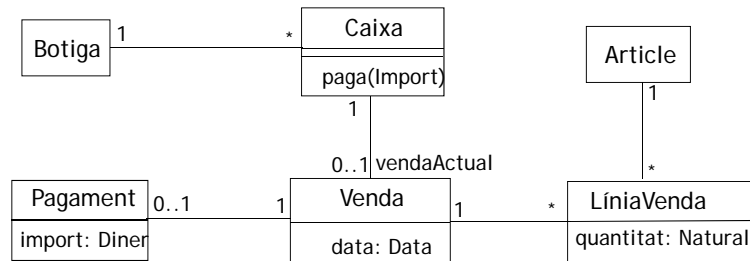 Botiga
1
*
Caixa
paga(Import)
Article
1
1
0..1 vendaActual
*
Pagament
import: Diner
0..1
1
Venda
data: Data
1
*
LíniaVenda
quantitat: Natural